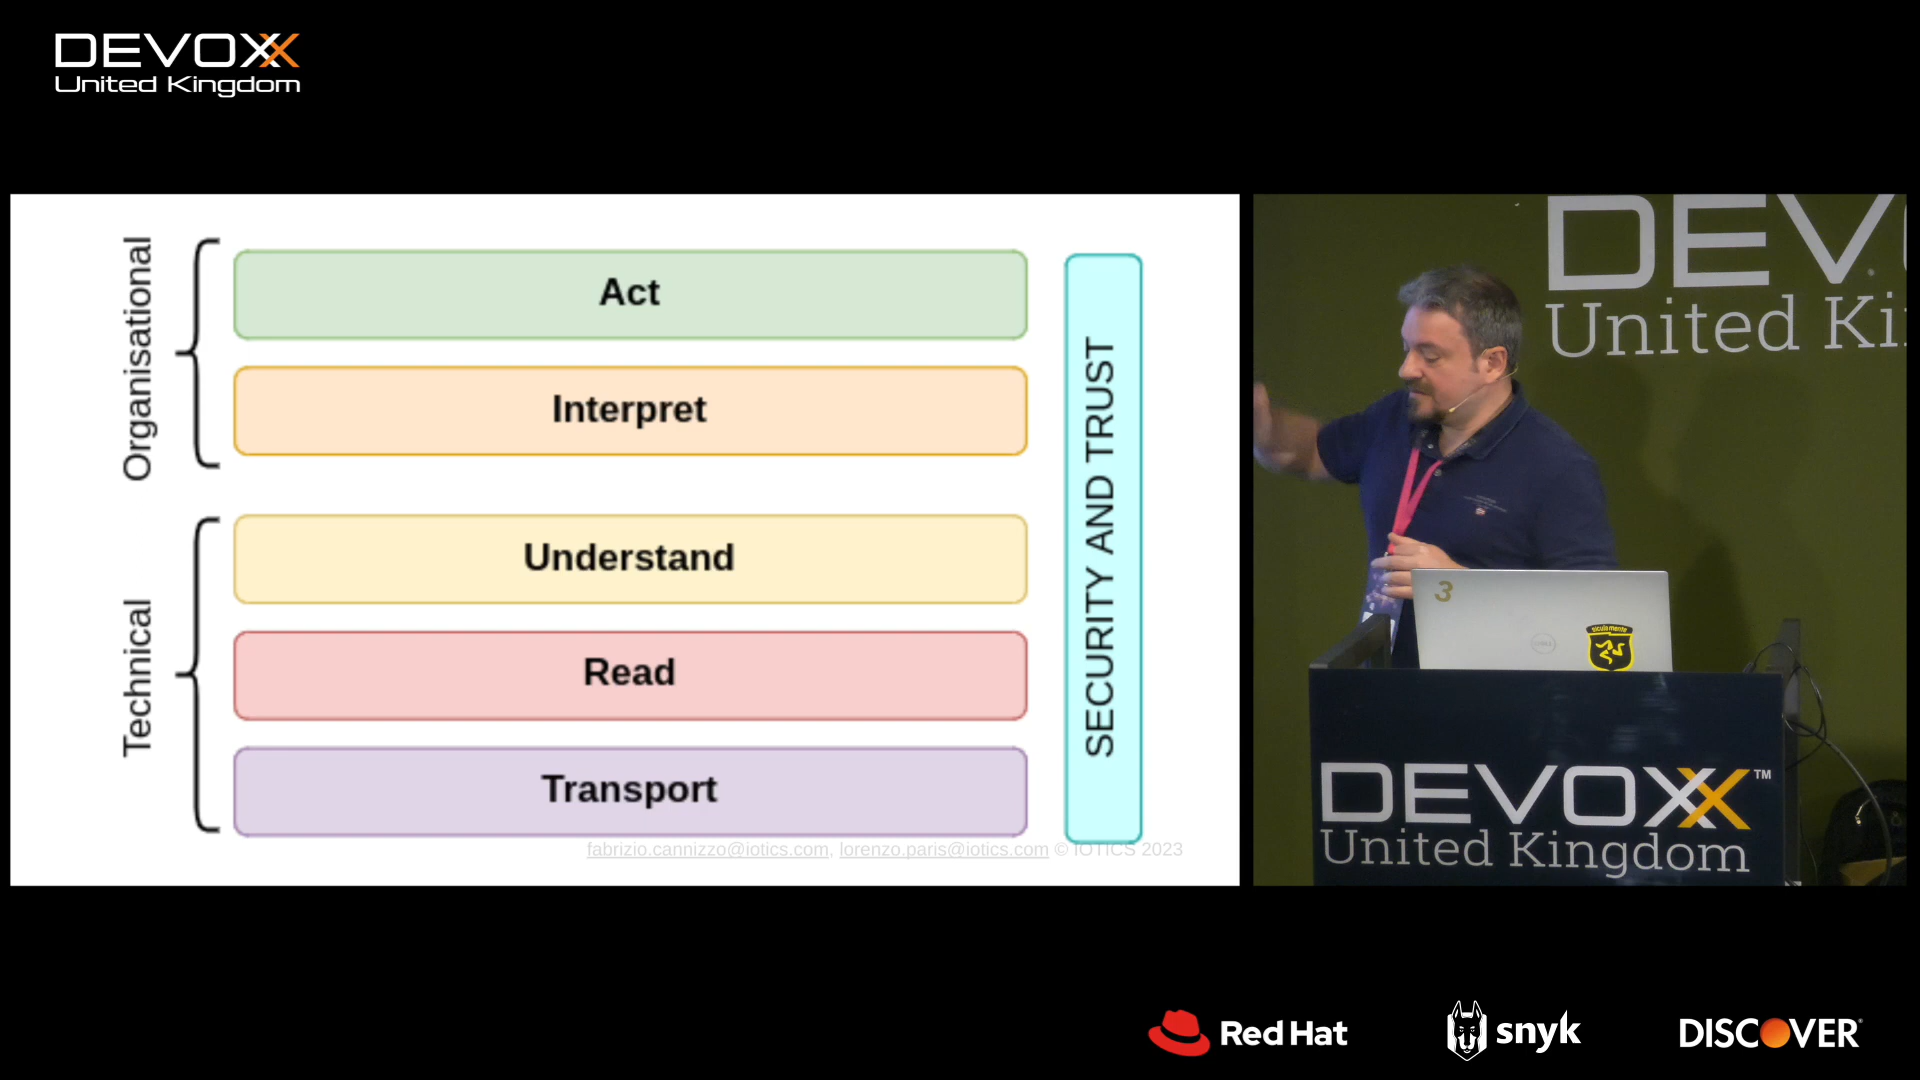 DEVOXX
United Kingdom
Organisational
Act
Interpret
Technical
Understand
Read
Transport
SECURITY AND TRUST
fabrizio.cannizzo@iotics.com, lorenzo.paris@iotics.com © IOTICS 2023
DEV
United Ki
3
DEVOXX™
United Kingdom
Red Hat
snyk
DISCOVER